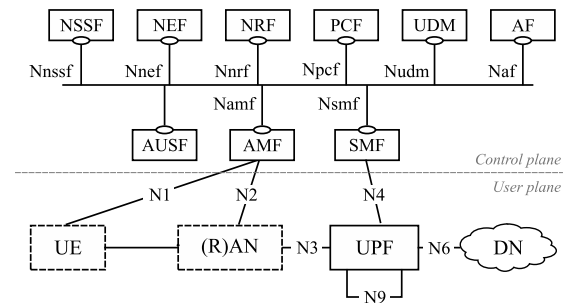 NSSF NEF NRF PCF UDM AF
Nnssf Nnef Nnrf Npcf Nudm Naf
Namf Nsmf
AUSF AMF SMF
Control plane
User plane
N1 N2 N4
UE (R)AN N3 UPF N6 DN
N9